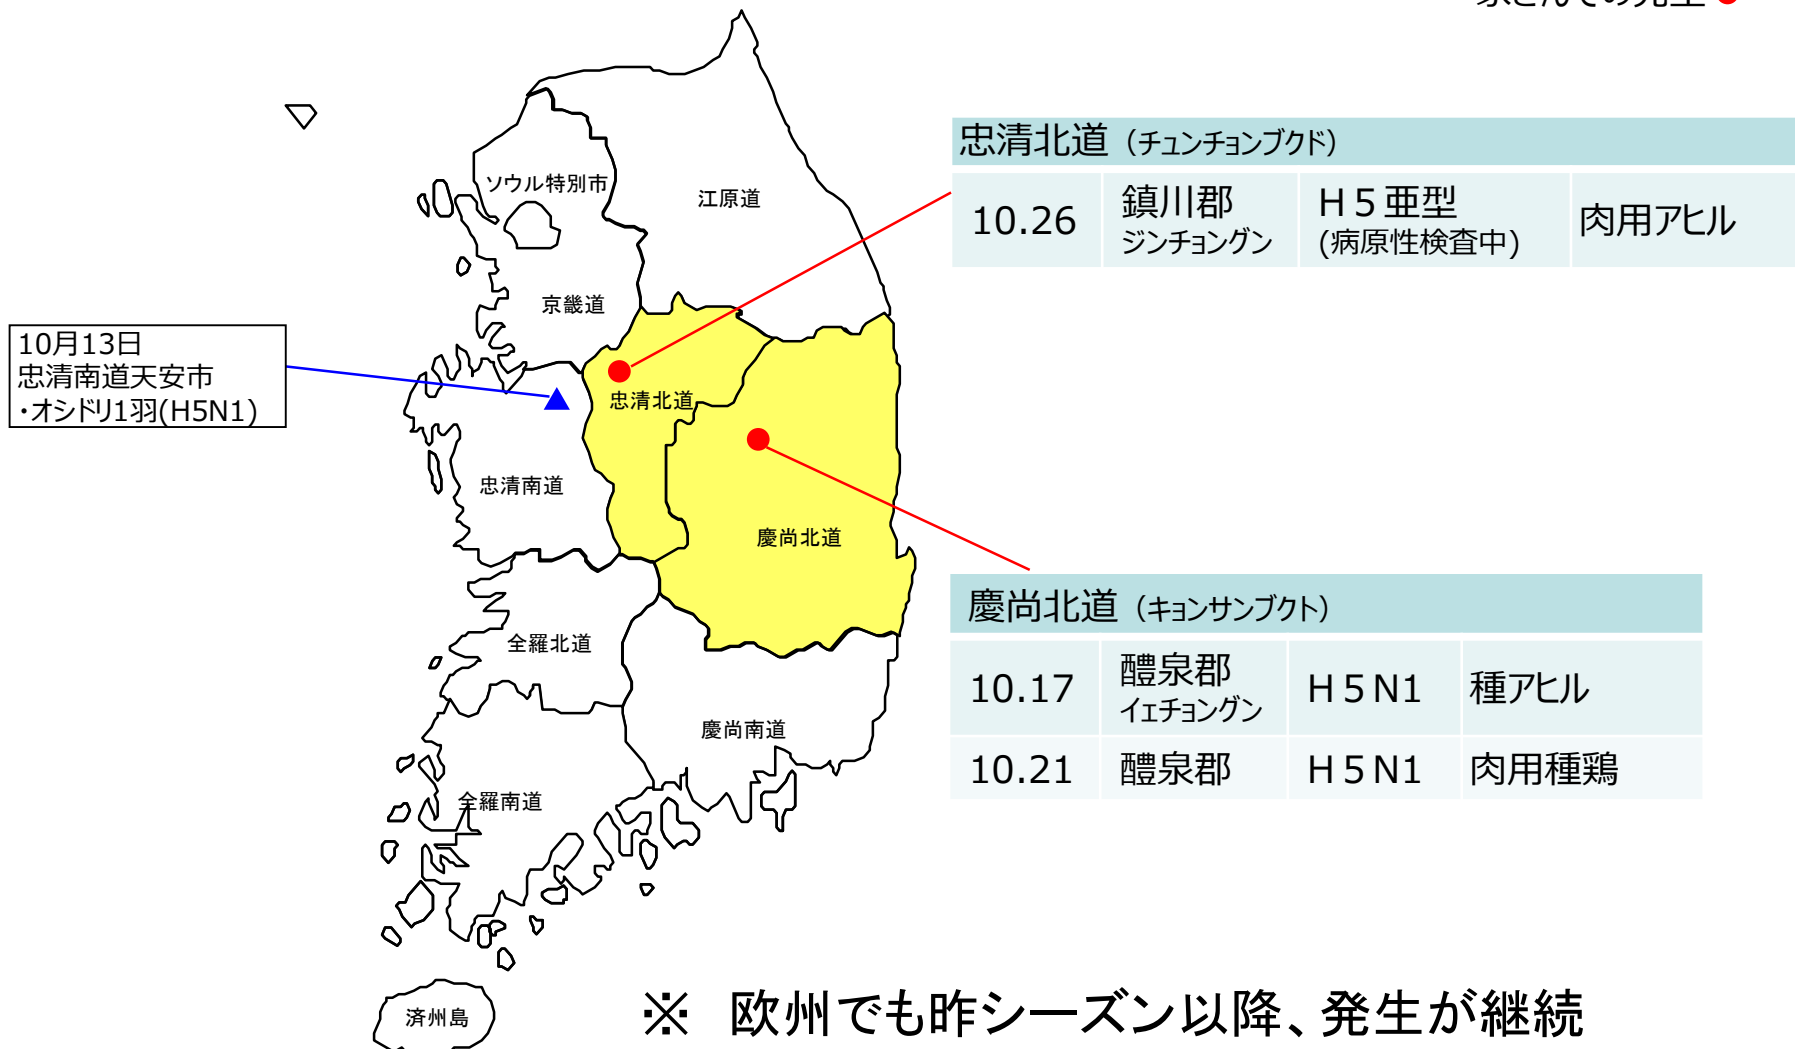 家きんでの発生
忠清北道（チュンチョンブクド）
10.26 鎮川郡 H５亜型 肉用アヒル
ジンチョングン (病原性検査中)
ソウル特別市
江原道
京畿道
10月13日
忠清南道天安市
・オシドリ1羽(H5N1)
忠清北道
忠清南道
慶尚北道
慶尚北道（キョンサンブクト）
10.17 醴泉郡 H５N1 種アヒル
イェチョングン
10.21 醴泉郡 H５N1 肉用種鶏
全羅北道
慶尚南道
全羅南道
済州島
※　欧州でも昨シーズン以降、発生が継続